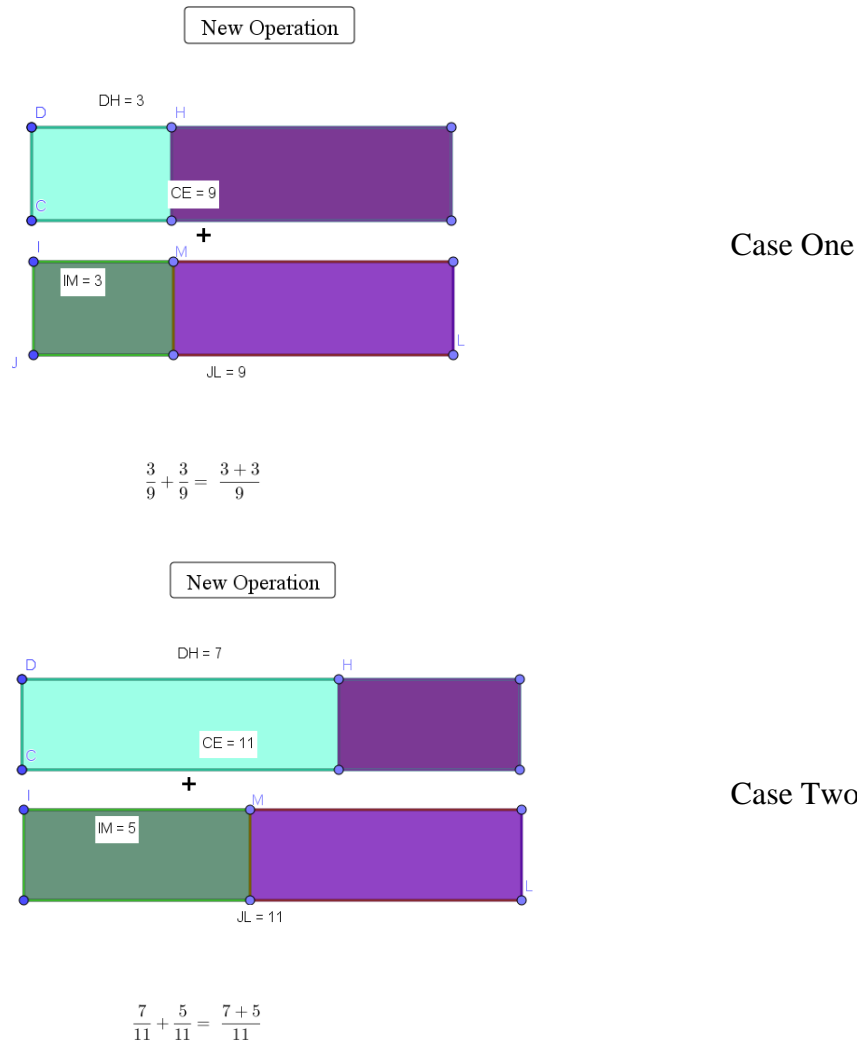 New Operation
DH = 3
D H
CE = 9
C
+
I M
IM = 3
L
J
JL = 9
Case One
3/9 + 3/9 = 3 + 3/9
New Operation
DH = 7
D H
CE = 11
C
+
I M
IM = 5
L
JL = 11
Case Two
7/11 + 5/11 = 7 + 5/11